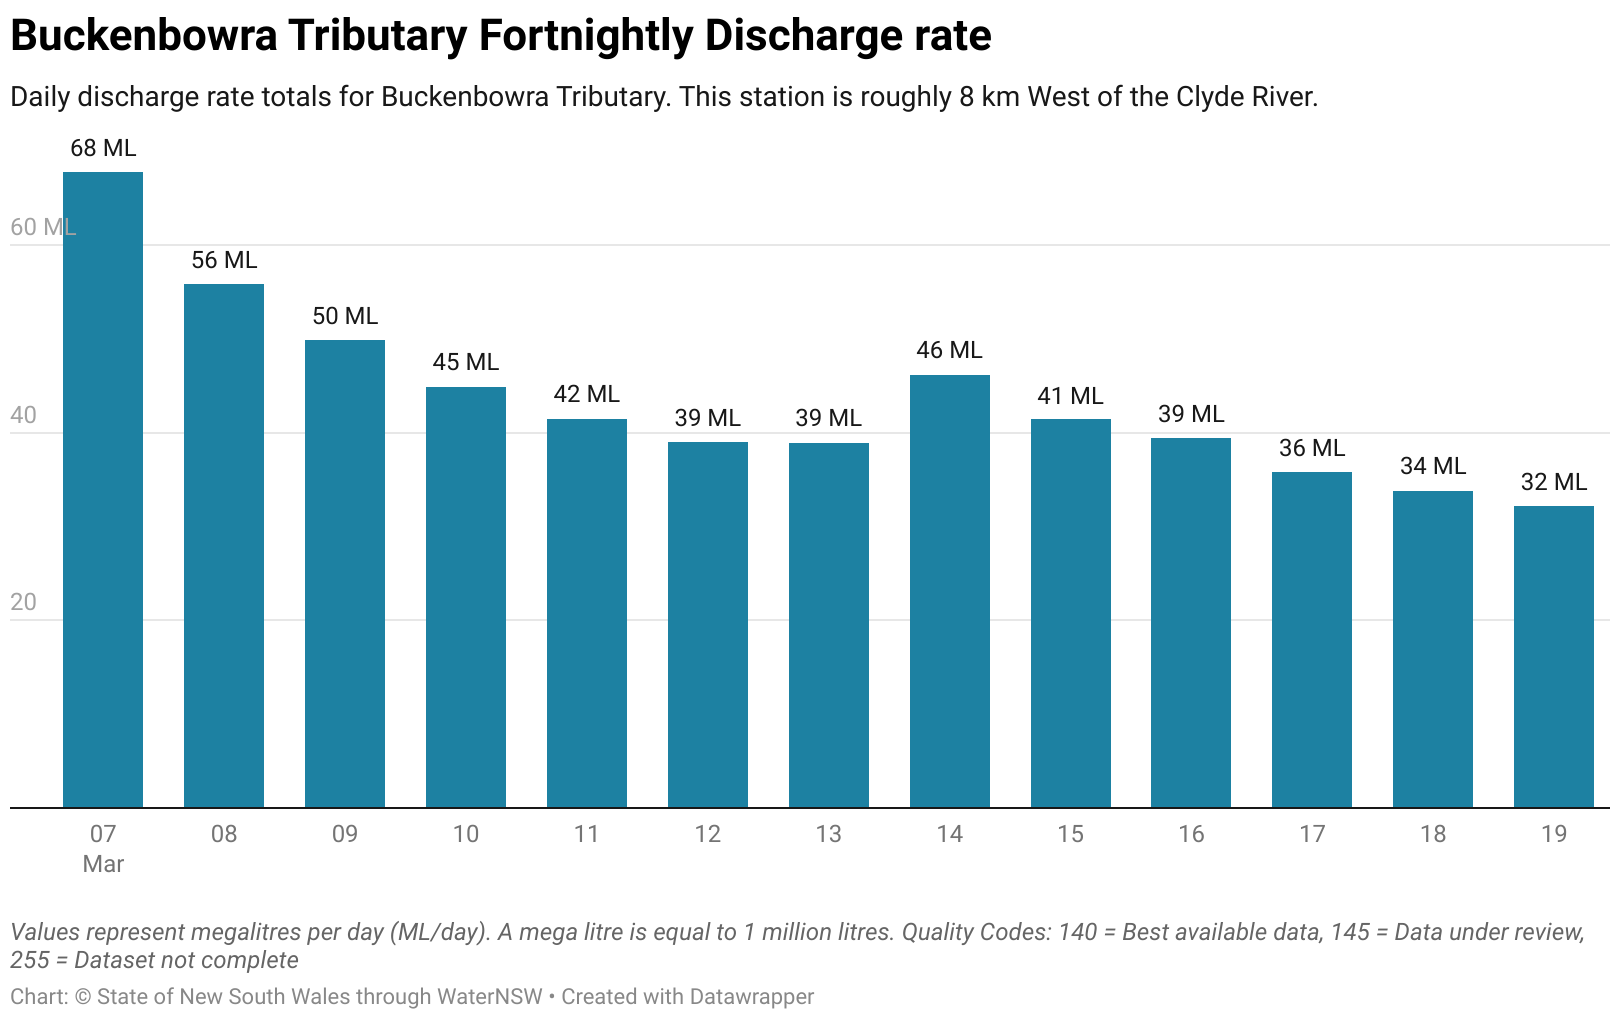 Buckenbowra Tributary Fortnightly Discharge rate
Daily discharge rate totals for Buckenbowra Tributary. This station is roughly 8 km West of the Clyde River.
68 ML
60 ML
56 ML
50 ML
45 ML
42 ML
39 ML
39 ML
46 ML
41 ML
39 ML
36 ML
34 ML
32 ML
40
20
07 08 09 10 11 12 13 14 15 16 17 18 19
Mar
Values represent megalitres per day (ML/day). A mega litre is equal to 1 million litres. Quality Codes: 140 = Best available data, 145 = Data under review,
255 = Dataset not complete
Chart: © State of New South Wales through WaterNSW • Created with Datawrapper